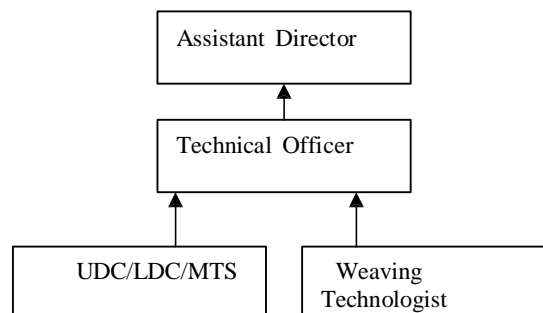 Assistant Director
Technical Officer
UDC/LDC/MTS
Weaving
Technologist